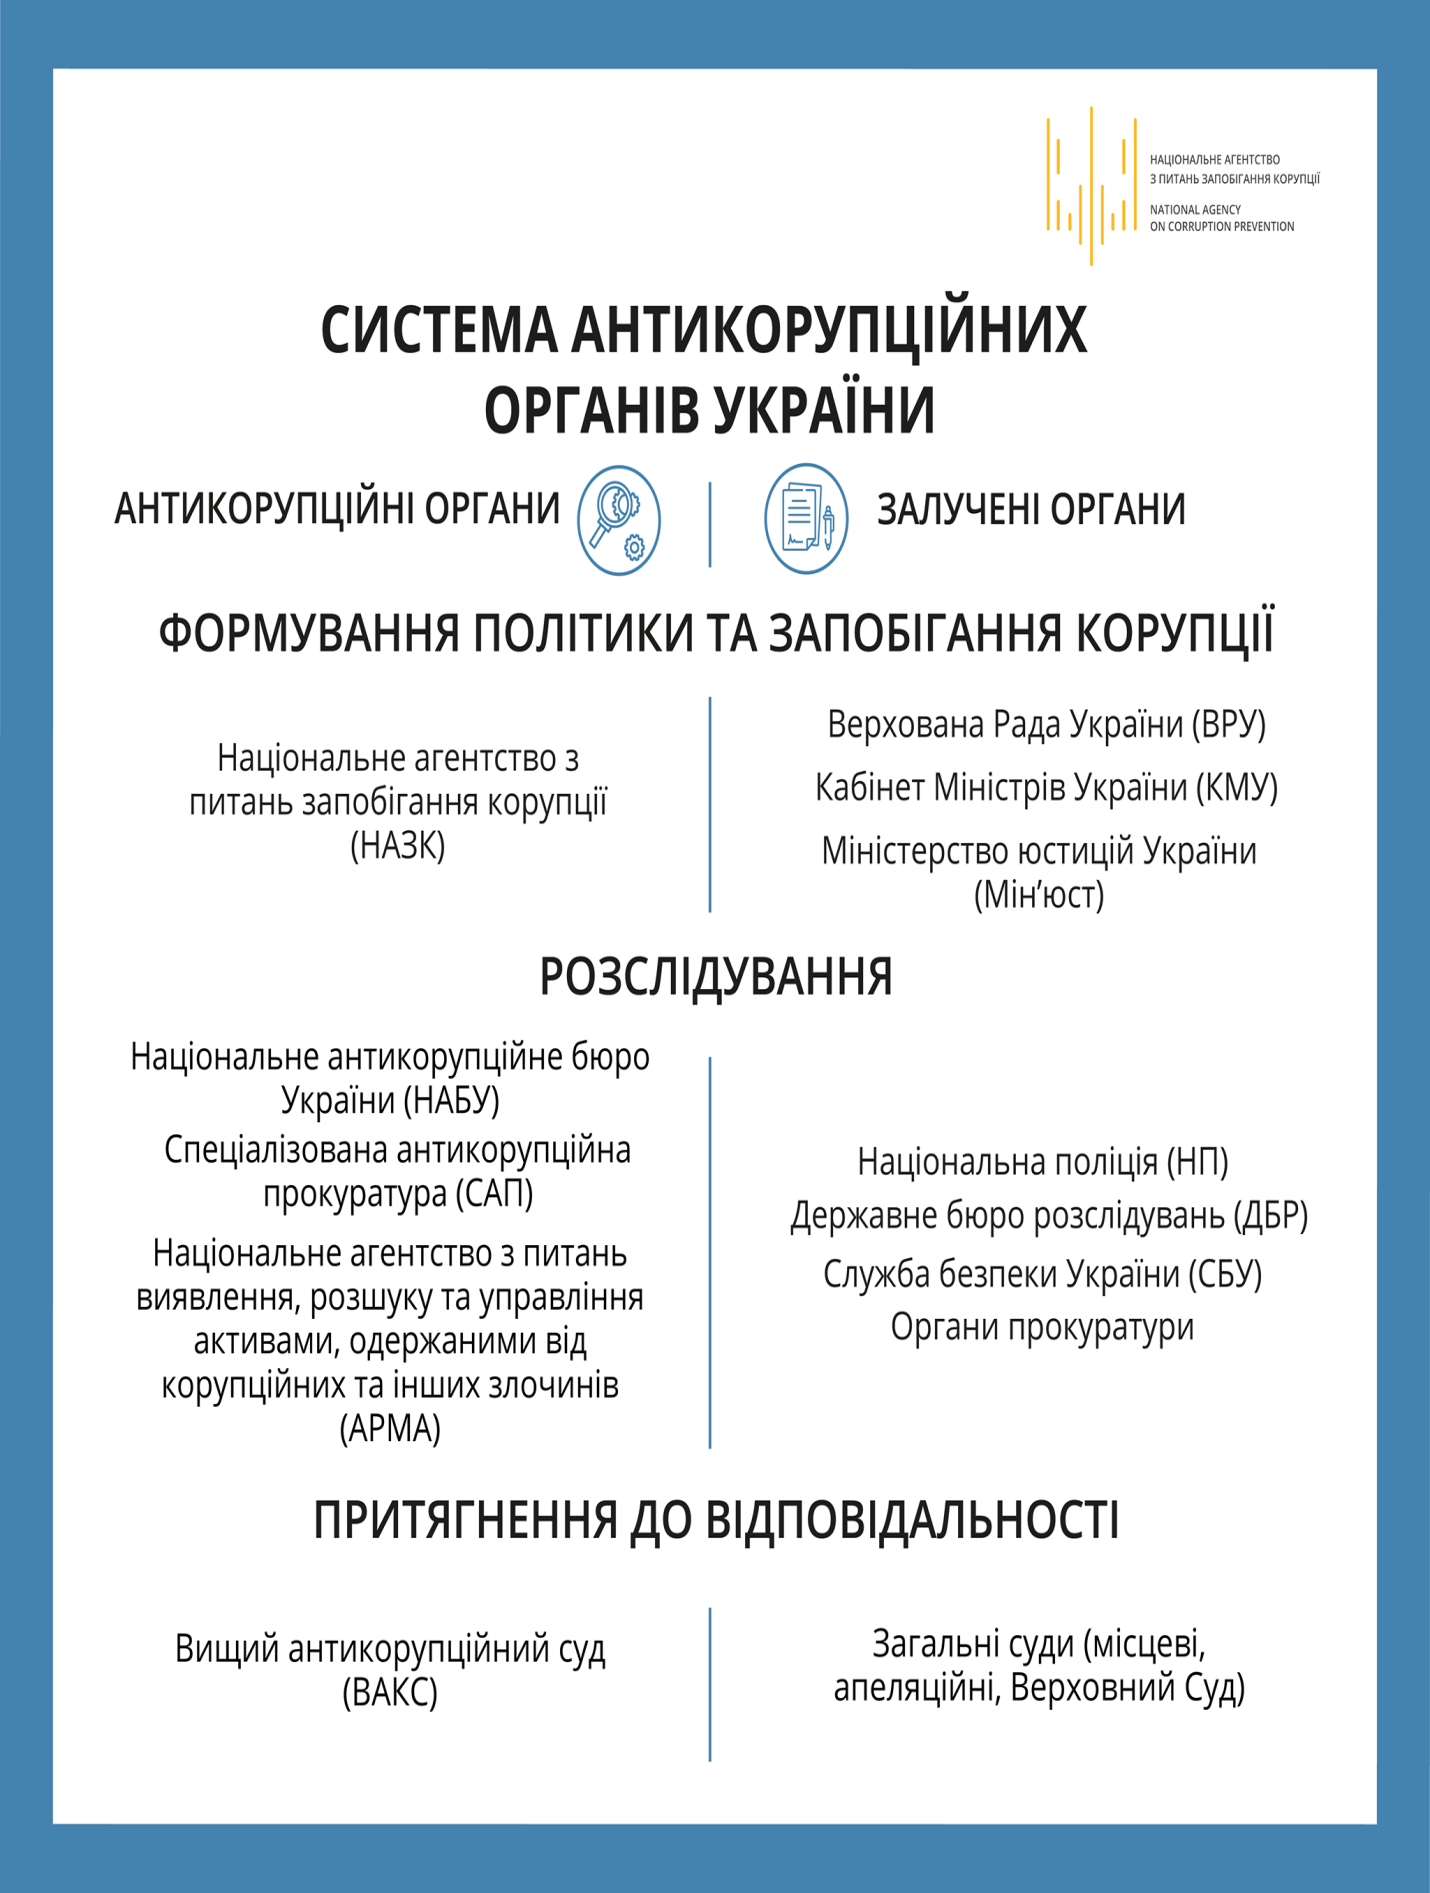 НАЦІОНАЛЬНЕ АГЕНТСТВО
З ПИТАНЬ ЗАПОБІГАННЯ КОРУПЦІЇ
NATIONAL AGENCY
ON CORRUPTION PREVENTION
СИСТЕМА АНТИКОРУПЦІЙНИХ
ОРГАНІВ УКРАЇНИ
АНТИКОРУПЦІЙНІ ОРГАНИ
ЗАЛУЧЕНІ ОРГАНИ
ФОРМУВАННЯ ПОЛІТИКИ ТА ЗАПОБІГАННЯ КОРУПЦІЇ
Національне агентство з
питань запобігання корупції
(НАЗК)
Верхована Рада України (ВРУ)
Кабінет Міністрів України (КМУ)
Міністерство юстицій України
(Мін’юст)
РОЗСЛІДУВАННЯ
Національне антикорупційне бюро
України (НАБУ)
Спеціалізована антикорупційна
прокуратура (САП)
Національне агентство з питань
виявлення, розшуку та управління
активами, одержаними від
корупційних та інших злочинів
(АРМА)
Національна поліція (НП)
Державне бюро розслідувань (ДБР)
Служба безпеки України (СБУ)
Органи прокуратури
ПРИТЯГНЕННЯ ДО ВІДПОВІДАЛЬНОСТІ
Вищий антикорупційний суд
(ВАКС)
Загальні суди (місцеві,
апеляційні, Верховний Суд)